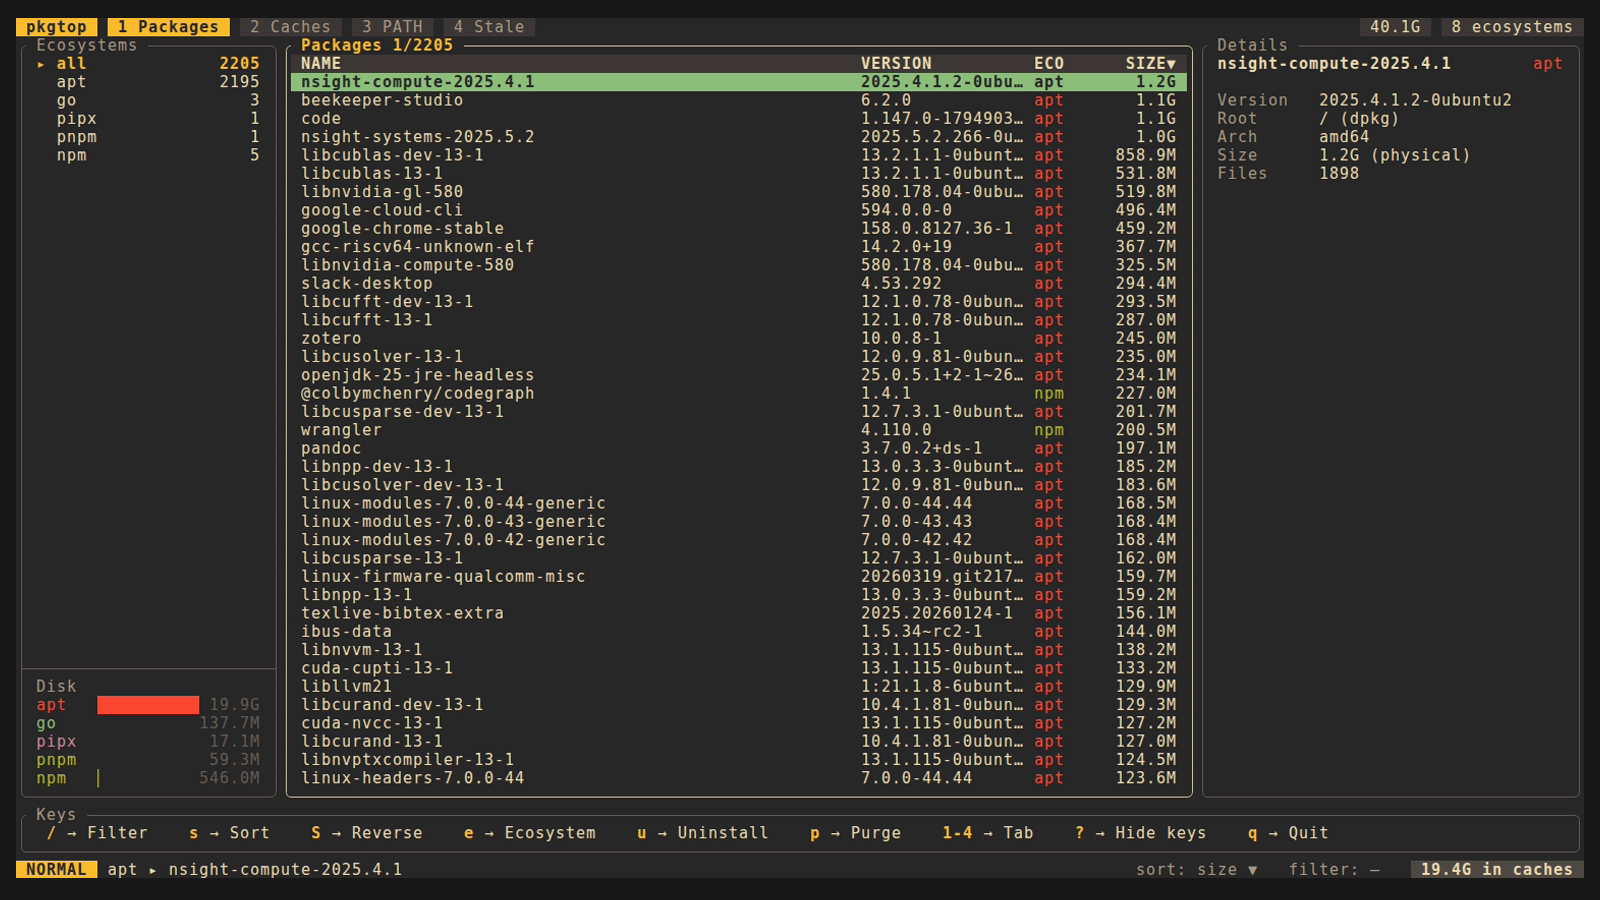 pkgtop 1 Packages 2 Caches 3 PATH 4 Stale 40.1G 8 ecosystems
Ecosystems
▸ all 2205
apt 2195
go 3
pipx 1
pnpm 1
npm 5
Disk
apt 19.9G
go 137.7M
pipx 17.1M
pnpm 59.3M
npm 546.0M
Packages 1/2205
NAME VERSION ECO SIZE▼
nsight-compute-2025.4.1 2025.4.1.2-0ubu… apt 1.2G
beekeeper-studio 6.2.0 apt 1.1G
code 1.147.0-1794903… apt 1.1G
nsight-systems-2025.5.2 2025.5.2.266-0u… apt 1.0G
libcublas-dev-13-1 13.2.1.1-0ubunt… apt 858.9M
libcublas-13-1 13.2.1.1-0ubunt… apt 531.8M
libnvidia-gl-580 580.178.04-0ubu… apt 519.8M
google-cloud-cli 594.0.0-0 apt 496.4M
google-chrome-stable 158.0.8127.36-1 apt 459.2M
gcc-riscv64-unknown-elf 14.2.0+19 apt 367.7M
libnvidia-compute-580 580.178.04-0ubu… apt 325.5M
slack-desktop 4.53.292 apt 294.4M
libcufft-dev-13-1 12.1.0.78-0ubun… apt 293.5M
libcufft-13-1 12.1.0.78-0ubun… apt 287.0M
zotero 10.0.8-1 apt 245.0M
libcusolver-13-1 12.0.9.81-0ubun… apt 235.0M
openjdk-25-jre-headless 25.0.5.1+2-1~26… apt 234.1M
@colbymchenry/codegraph 1.4.1 npm 227.0M
libcusparse-dev-13-1 12.7.3.1-0ubunt… apt 201.7M
wrangler 4.110.0 npm 200.5M
pandoc 3.7.0.2+ds-1 apt 197.1M
libnpp-dev-13-1 13.0.3.3-0ubunt… apt 185.2M
libcusolver-dev-13-1 12.0.9.81-0ubun… apt 183.6M
linux-modules-7.0.0-44-generic 7.0.0-44.44 apt 168.5M
linux-modules-7.0.0-43-generic 7.0.0-43.43 apt 168.4M
linux-modules-7.0.0-42-generic 7.0.0-42.42 apt 168.4M
libcusparse-13-1 12.7.3.1-0ubunt… apt 162.0M
linux-firmware-qualcomm-misc 20260319.git217… apt 159.7M
libnpp-13-1 13.0.3.3-0ubunt… apt 159.2M
texlive-bibtex-extra 2025.20260124-1 apt 156.1M
ibus-data 1.5.34~rc2-1 apt 144.0M
libnvvm-13-1 13.1.115-0ubunt… apt 138.2M
cuda-cupti-13-1 13.1.115-0ubunt… apt 133.2M
libllvm21 1:21.1.8-6ubunt… apt 129.9M
libcurand-dev-13-1 10.4.1.81-0ubun… apt 129.3M
cuda-nvcc-13-1 13.1.115-0ubunt… apt 127.2M
libcurand-13-1 10.4.1.81-0ubun… apt 127.0M
libnvptxcompiler-13-1 13.1.115-0ubunt… apt 124.5M
linux-headers-7.0.0-44 7.0.0-44.44 apt 123.6M
Details
nsight-compute-2025.4.1 apt
Version 2025.4.1.2-0ubuntu2
Root / (dpkg)
Arch amd64
Size 1.2G (physical)
Files 1898
Keys
/ → Filter s → Sort S → Reverse e → Ecosystem u → Uninstall p → Purge 1-4 → Tab ? → Hide keys q → Quit
NORMAL apt ▸ nsight-compute-2025.4.1 sort: size ▼ filter: — 19.4G in caches